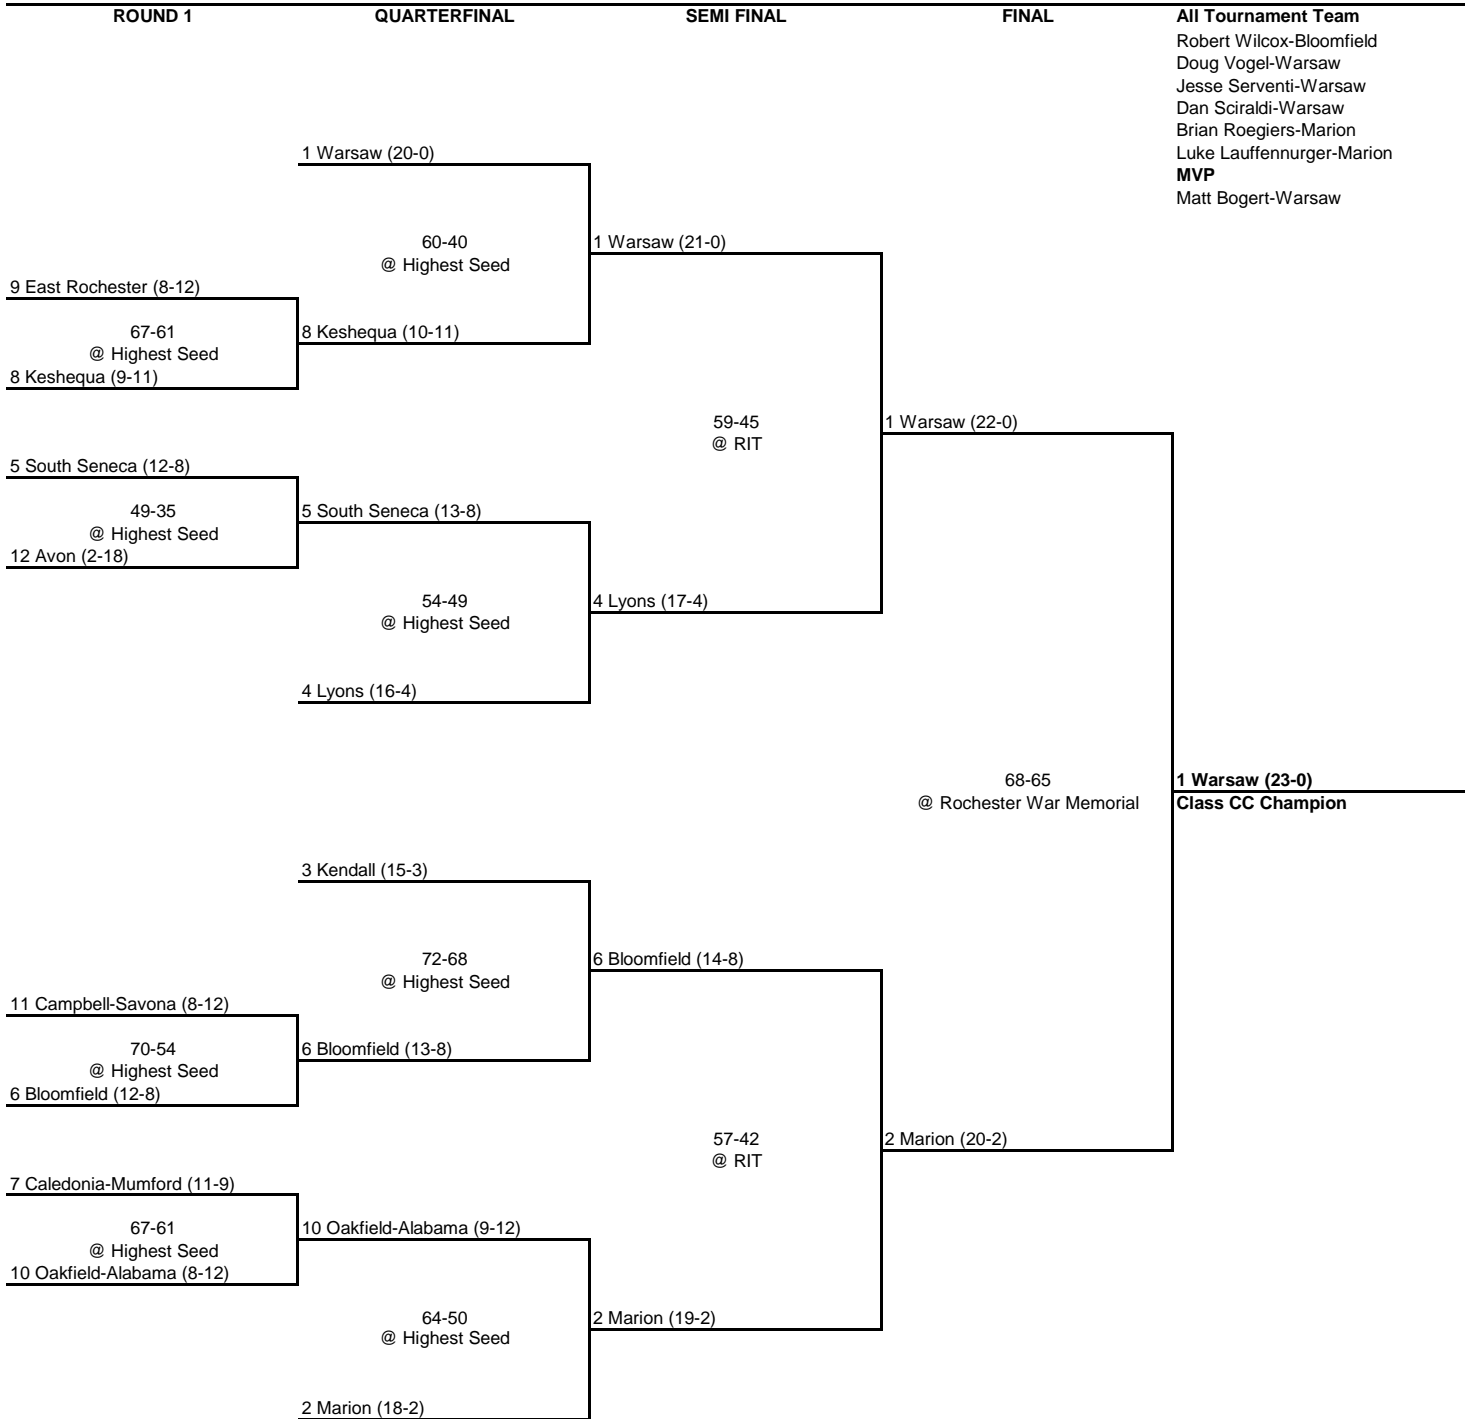 ROUND 1 QUARTERFINAL SEMI FINAL FINAL All Tournament Team
Robert Wilcox-Bloomfield
Doug Vogel-Warsaw
Jesse Serventi-Warsaw
Dan Sciraldi-Warsaw
Brian Roegiers-Marion
1 Warsaw (20-0) Luke Lauffennurger-Marion
MVP
Matt Bogert-Warsaw
60-40 1 Warsaw (21-0)
@ Highest Seed
9 East Rochester (8-12)
67-61 8 Keshequa (10-11)
@ Highest Seed
8 Keshequa (9-11)
59-45 1 Warsaw (22-0)
@ RIT
5 South Seneca (12-8)
49-35 5 South Seneca (13-8)
@ Highest Seed
12 Avon (2-18)
54-49 4 Lyons (17-4)
@ Highest Seed
4 Lyons (16-4)
68-65 1 Warsaw (23-0)
@ Rochester War Memorial Class CC Champion
3 Kendall (15-3)
72-68 6 Bloomfield (14-8)
@ Highest Seed
11 Campbell-Savona (8-12)
70-54 6 Bloomfield (13-8)
@ Highest Seed
6 Bloomfield (12-8)
57-42 2 Marion (20-2)
@ RIT
7 Caledonia-Mumford (11-9)
67-61 10 Oakfield-Alabama (9-12)
@ Highest Seed
10 Oakfield-Alabama (8-12)
64-50 2 Marion (19-2)
@ Highest Seed
2 Marion (18-2)